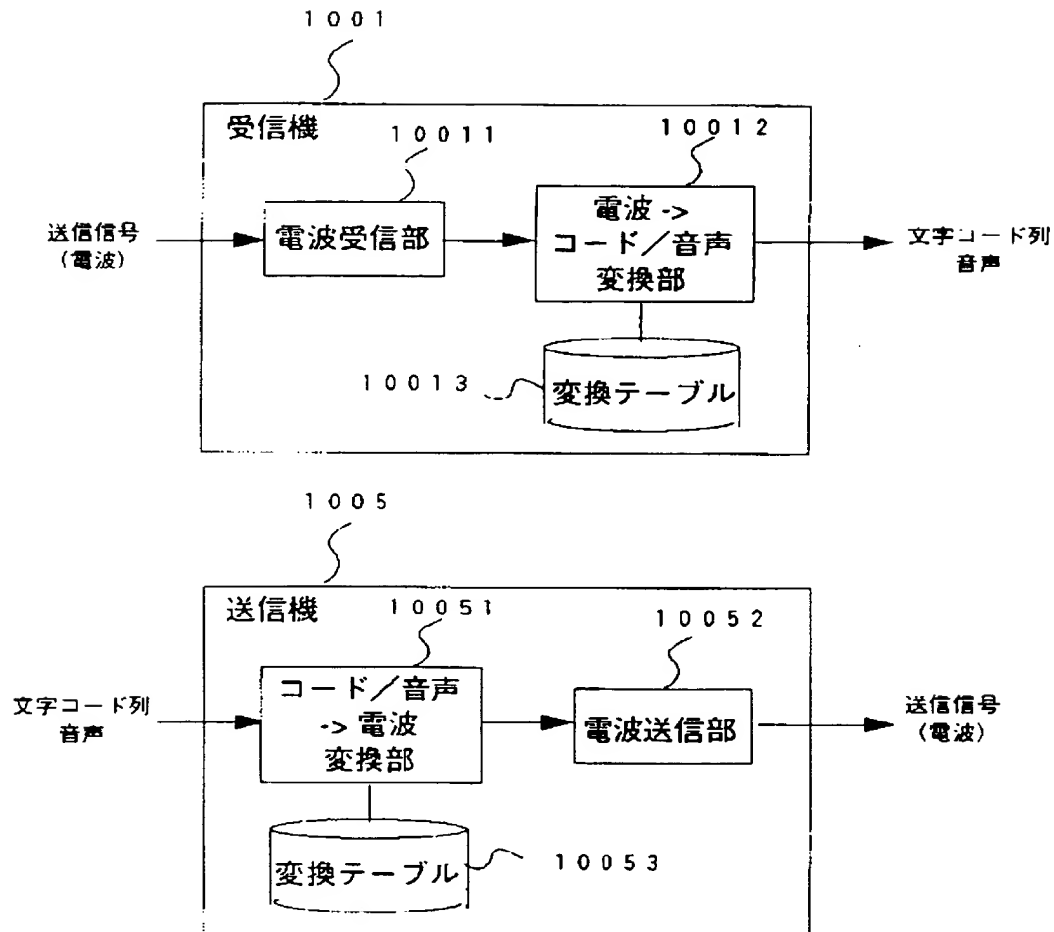 1001
受信機
10011
10012
送信信号
(電波)
電波受信部
電波->
コード／音声
変換部
文字コード列
音声
10013
変換テーブル
1005
送信機
10051
10052
文字コード列
音声
コード／音声
->電波
変換部
電波送信部
送信信号
(電波)
変換テーブル
10053